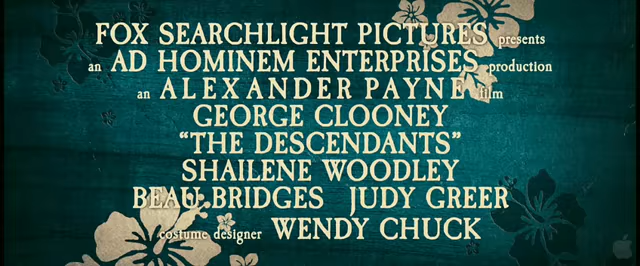 FOX SEARCHLIGHT PICTURES presents
an AD HOMINEM ENTERPRISES production
an ALEXANDER PAYNE film
GEORGE CLOONEY
“THE DESCENDANTS”
SHAILENE WOODLEY
BEAU BRIDGES JUDY GREER
costume designer WENDY CHUCK